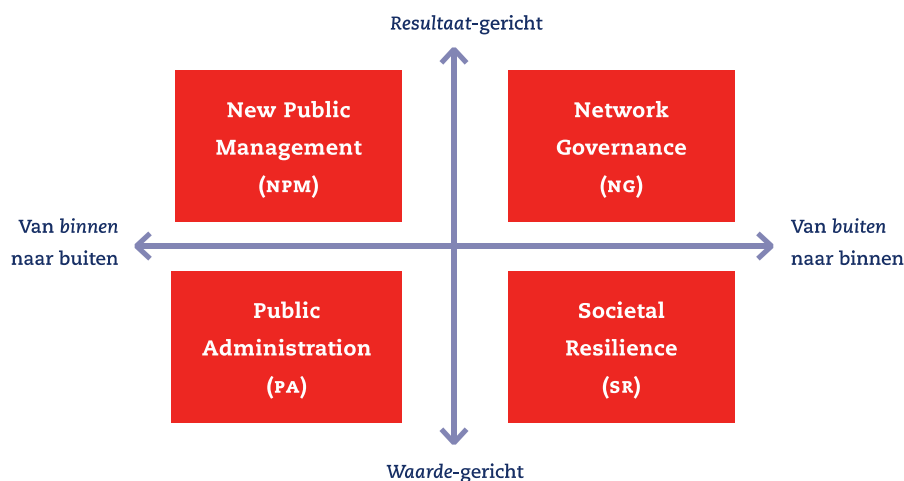 Resultaat-gericht
New Public
Management
(NPM)
Network
Governance
(NG)
Van binnen
naar buiten
Van buiten
naar binnen
Public
Administration
(PA)
Societal
Resilience
(SR)
Waarde-gericht